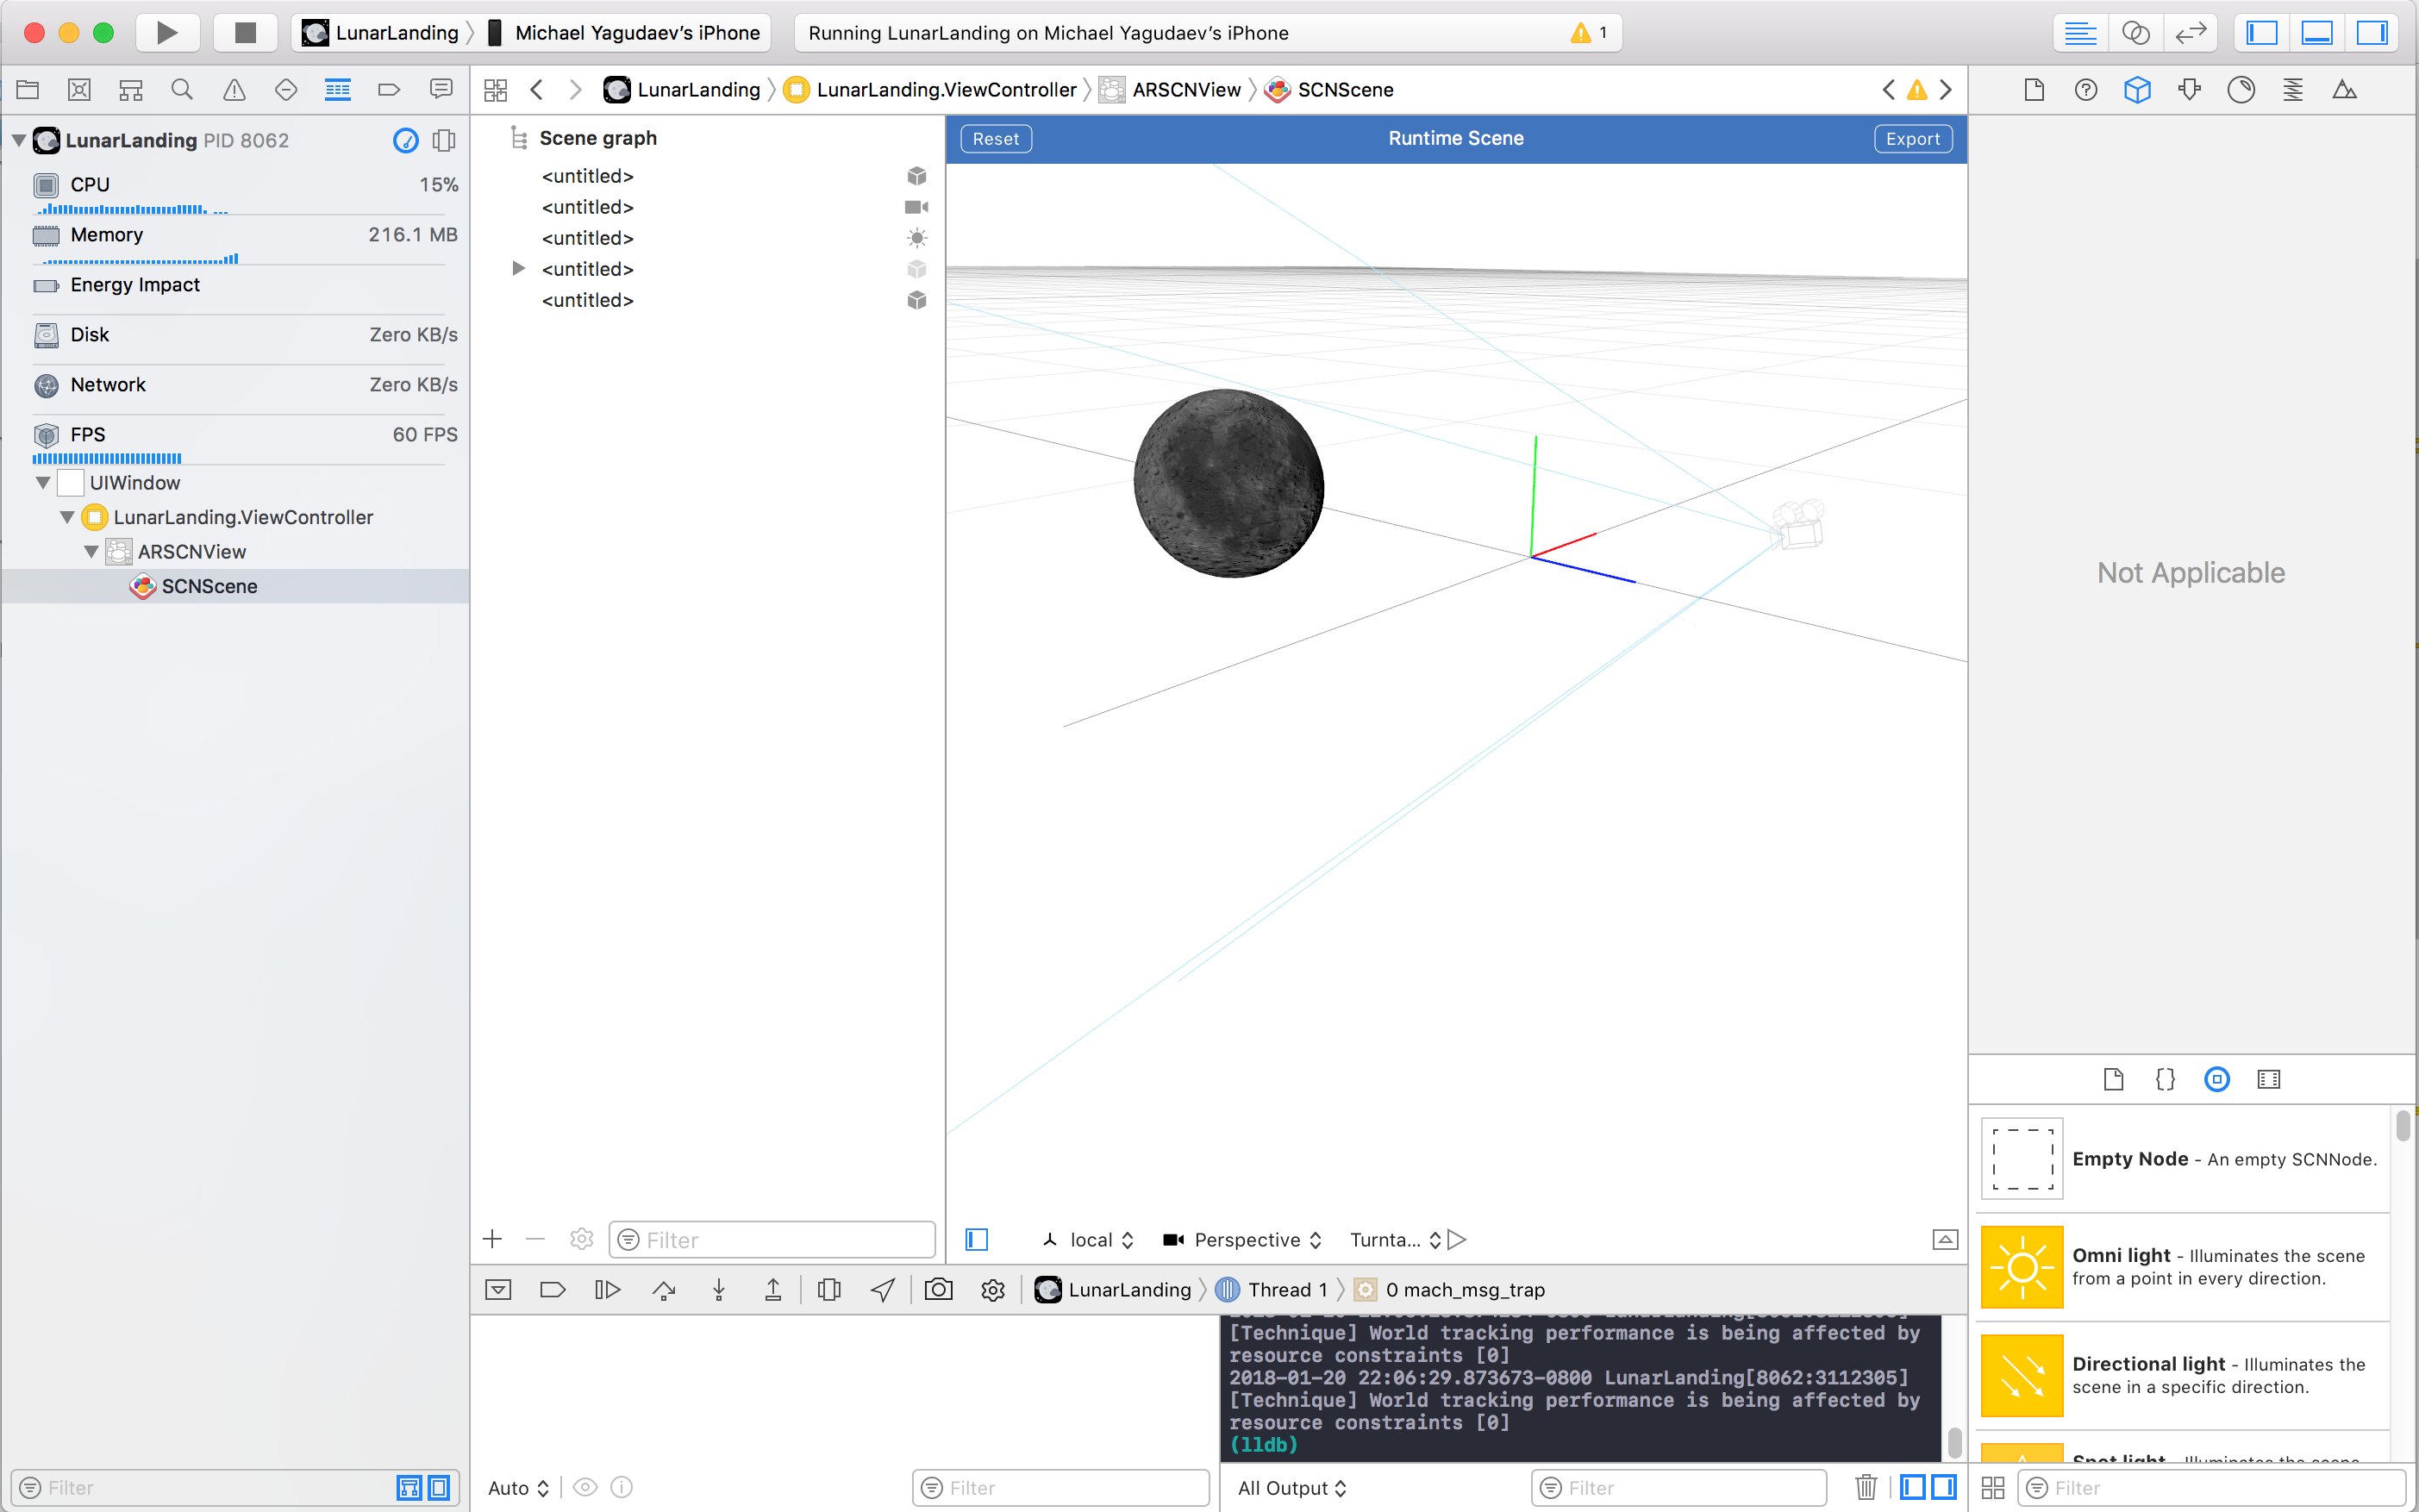 LunarLanding
Michael Yagudaev’s iPhone
Running LunarLanding on Michael Yagudaev’s iPhone
1
LunarLanding
LunarLanding.ViewController
ARSCNView
SCNScene
LunarLanding PID 8062
CPU
15%
Memory
216.1 MB
Energy Impact
Disk
Zero KB/s
Network
Zero KB/s
FPS
60 FPS
UIWindow
LunarLanding.ViewController
ARSCNView
SCNScene
Filter
Scene graph
<untitled>
<untitled>
<untitled>
<untitled>
<untitled>
Filter
Reset
Runtime Scene
Export
local
Perspective
Turnta...
LunarLanding
Thread 1
0 mach_msg_trap
Auto
Filter
[Technique] World tracking performance is being affected by
resource constraints [0]
2018-01-20 22:06:29.873673-0800 LunarLanding[8062:3112305]
[Technique] World tracking performance is being affected by
resource constraints [0]
(lldb)
All Output
Filter
Not Applicable
Empty Node - An empty SCNNode.
Omni light - Illuminates the scene
from a point in every direction.
Directional light - Illuminates the
scene in a specific direction.
Spot light - Illuminates the scene
Filter